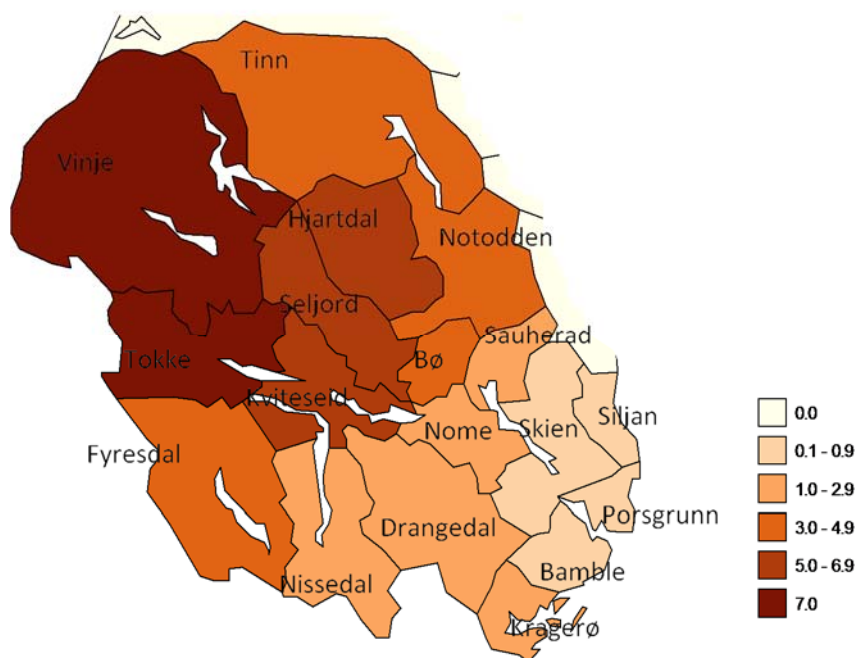 Tinn
Vinje
Hjartdal
Notodden
Seljord
Sauherad
Tokke
Bø
Kviteseid
Siljan
Nome
Skien
Fyresdal
Porsgrunn
Drangedal
Bamble
Nissedal
Kragerø
0.0
0.1 - 0.9
1.0 - 2.9
3.0 - 4.9
5.0 - 6.9
7.0